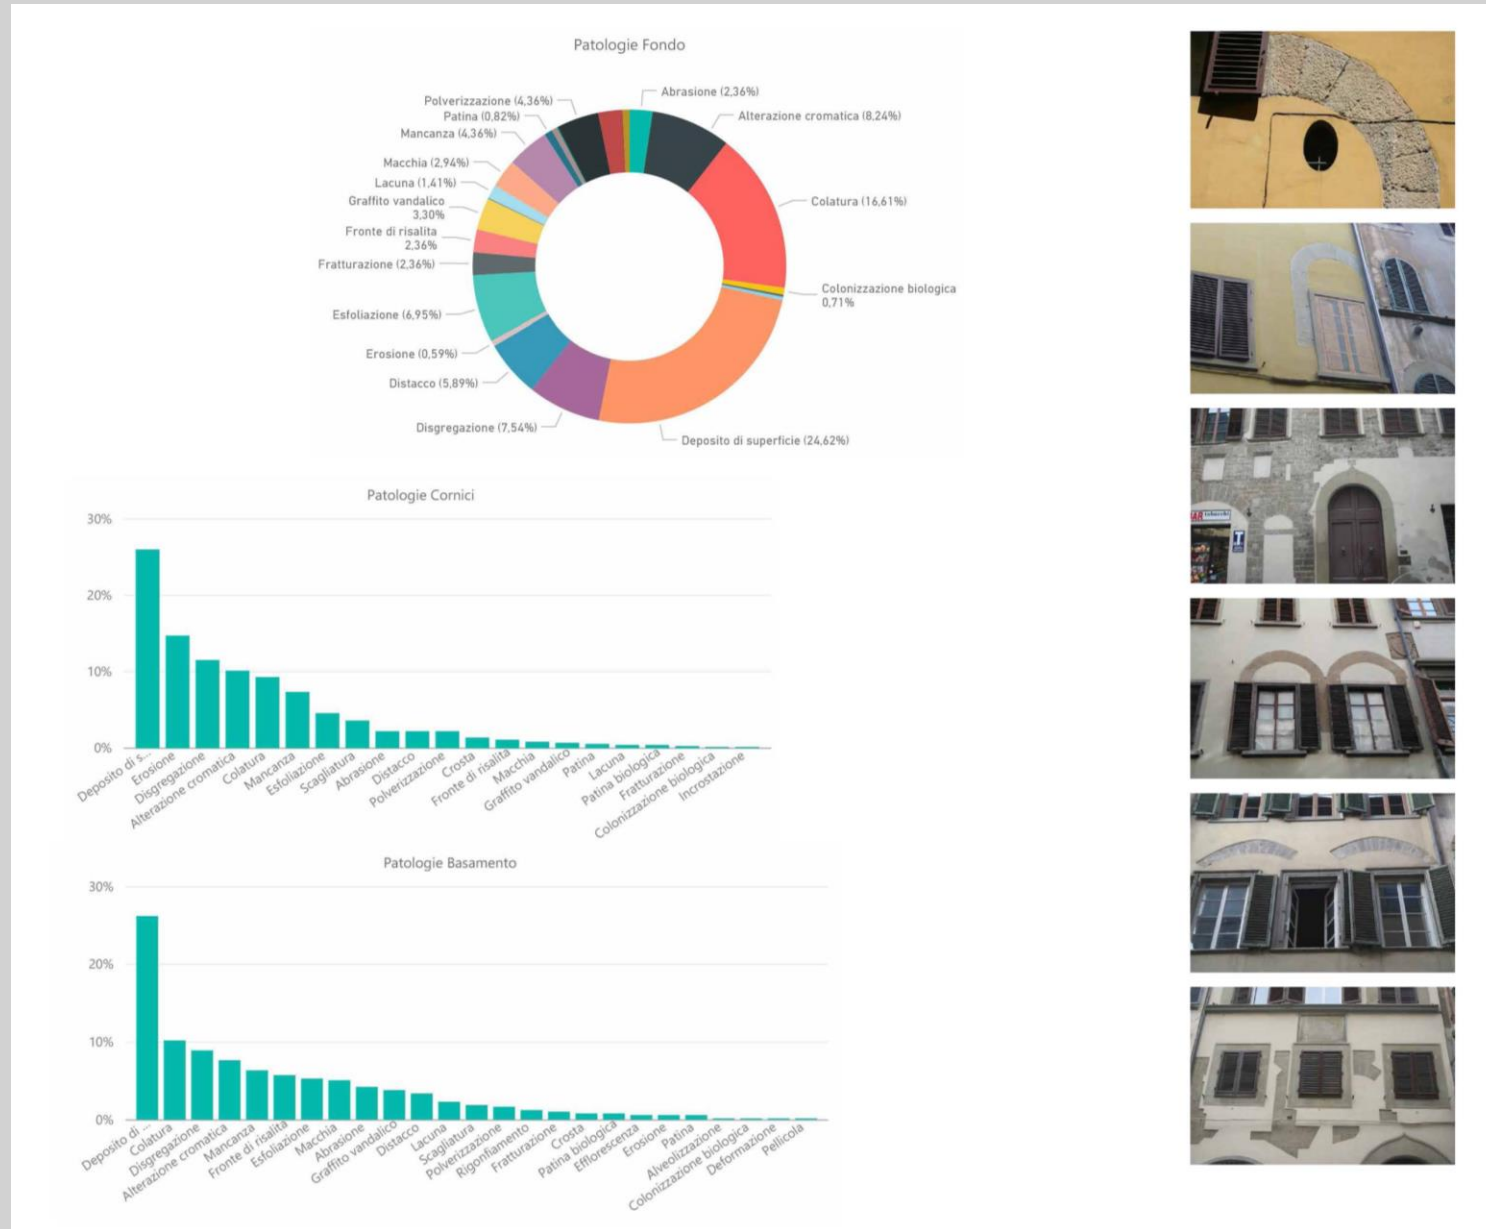 Patologie Fondo
Abrasione (2,36%)
Alterazione cromatica (8,24%)
Colatura (16,61%)
Colonizzazione biologica
0,71%
Deposito di superficie (24,62%)
Disgregazione (7,54%)
Distacco (5,89%)
Erosione (0,59%)
Esfoliazione (6,95%)
Fratturazione (2,36%)
Fronte di risalita
2,36%
Graffito vandalico
3,30%
Lacuna (1,41%)
Macchia (2,94%)
Mancanza (4,36%)
Patina (0,82%)
Polverizzazione (4,36%)
Patologie Cornici
30%
20%
10%
0%
Deposito di s...
Erosione
Disgregazione
Alterazione cromatica
Colatura
Mancanza
Esfoliazione
Scagliatura
Abrasione
Distacco
Polverizzazione
Crosta
Fronte di risalita
Macchia
Graffito vandalico
Patina
Lacuna
Patina biologica
Fratturazione
Colonizzazione biologica
Incrostazione
Patologie Basamento
30%
20%
10%
0%
Deposito di ...
Colatura
Disgregazione
Alterazione cromatica
Mancanza
Fronte di risalita
Esfoliazione
Macchia
Abrasione
Graffito vandalico
Distacco
Lacuna
Scagliatura
Polverizzazione
Rigonfiamento
Fratturazione
Crosta
Patina biologica
Efflorescenza
Erosione
Patina
Alveolizzazione
Colonizzazione biologica
Deformazione
Pellicola
T